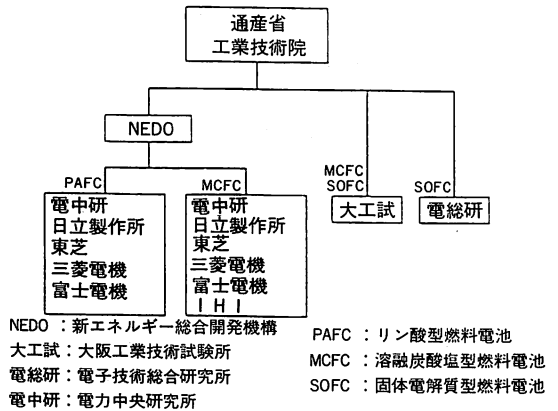 通産省
工業技術院
NEDO
PAFC
電中研
日立製作所
東芝
三菱電機
富士電機
MCFC
電中研
日立製作所
東芝
三菱電機
富士電機
IHI
MCFC
SOFC
大工試
SOFC
電総研
NEDO：新エネルギー総合開発機構
大工試：大阪工業技術試験所
電総研：電子技術総合研究所
電中研：電力中央研究所
PAFC：リン酸型燃料電池
MCFC：溶融炭酸塩型燃料電池
SOFC：固体電解質型燃料電池